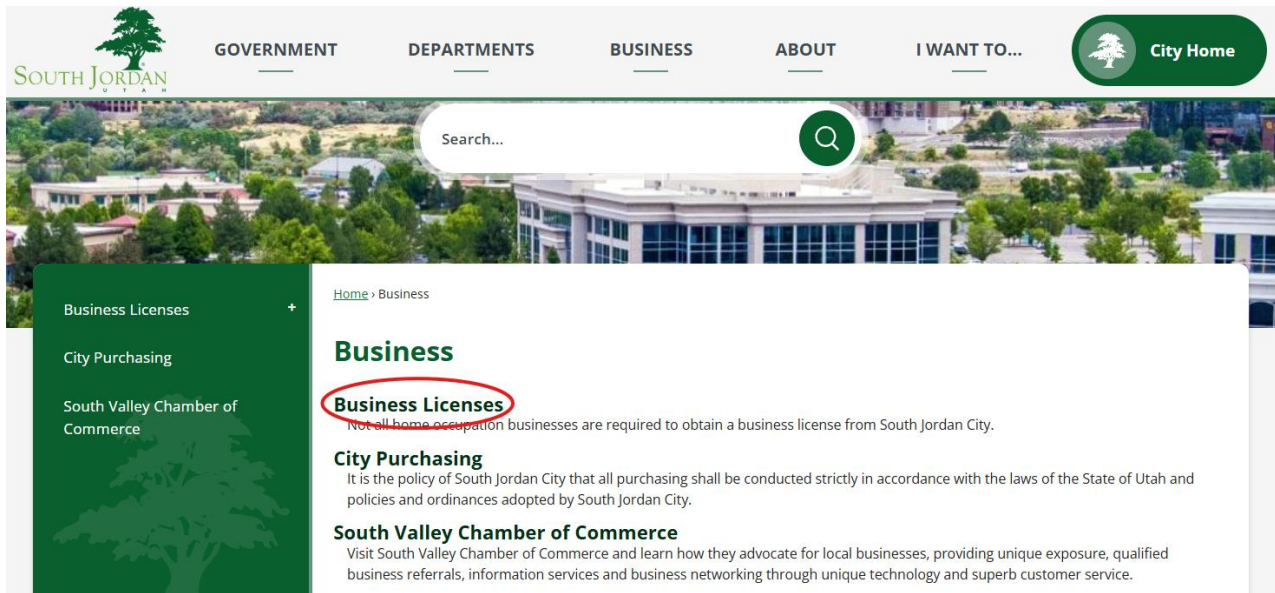 SOUTH JORDAN
UTAH
GOVERNMENT
DEPARTMENTS
BUSINESS
ABOUT
I WANT TO...
City Home
Search...
Business Licenses +
City Purchasing
South Valley Chamber of
Commerce
Home › Business
Business
Business Licenses
Not all home occupation businesses are required to obtain a business license from South Jordan City.
City Purchasing
It is the policy of South Jordan City that all purchasing shall be conducted strictly in accordance with the laws of the State of Utah and
policies and ordinances adopted by South Jordan City.
South Valley Chamber of Commerce
Visit South Valley Chamber of Commerce and learn how they advocate for local businesses, providing unique exposure, qualified
business referrals, information services and business networking through unique technology and superb customer service.